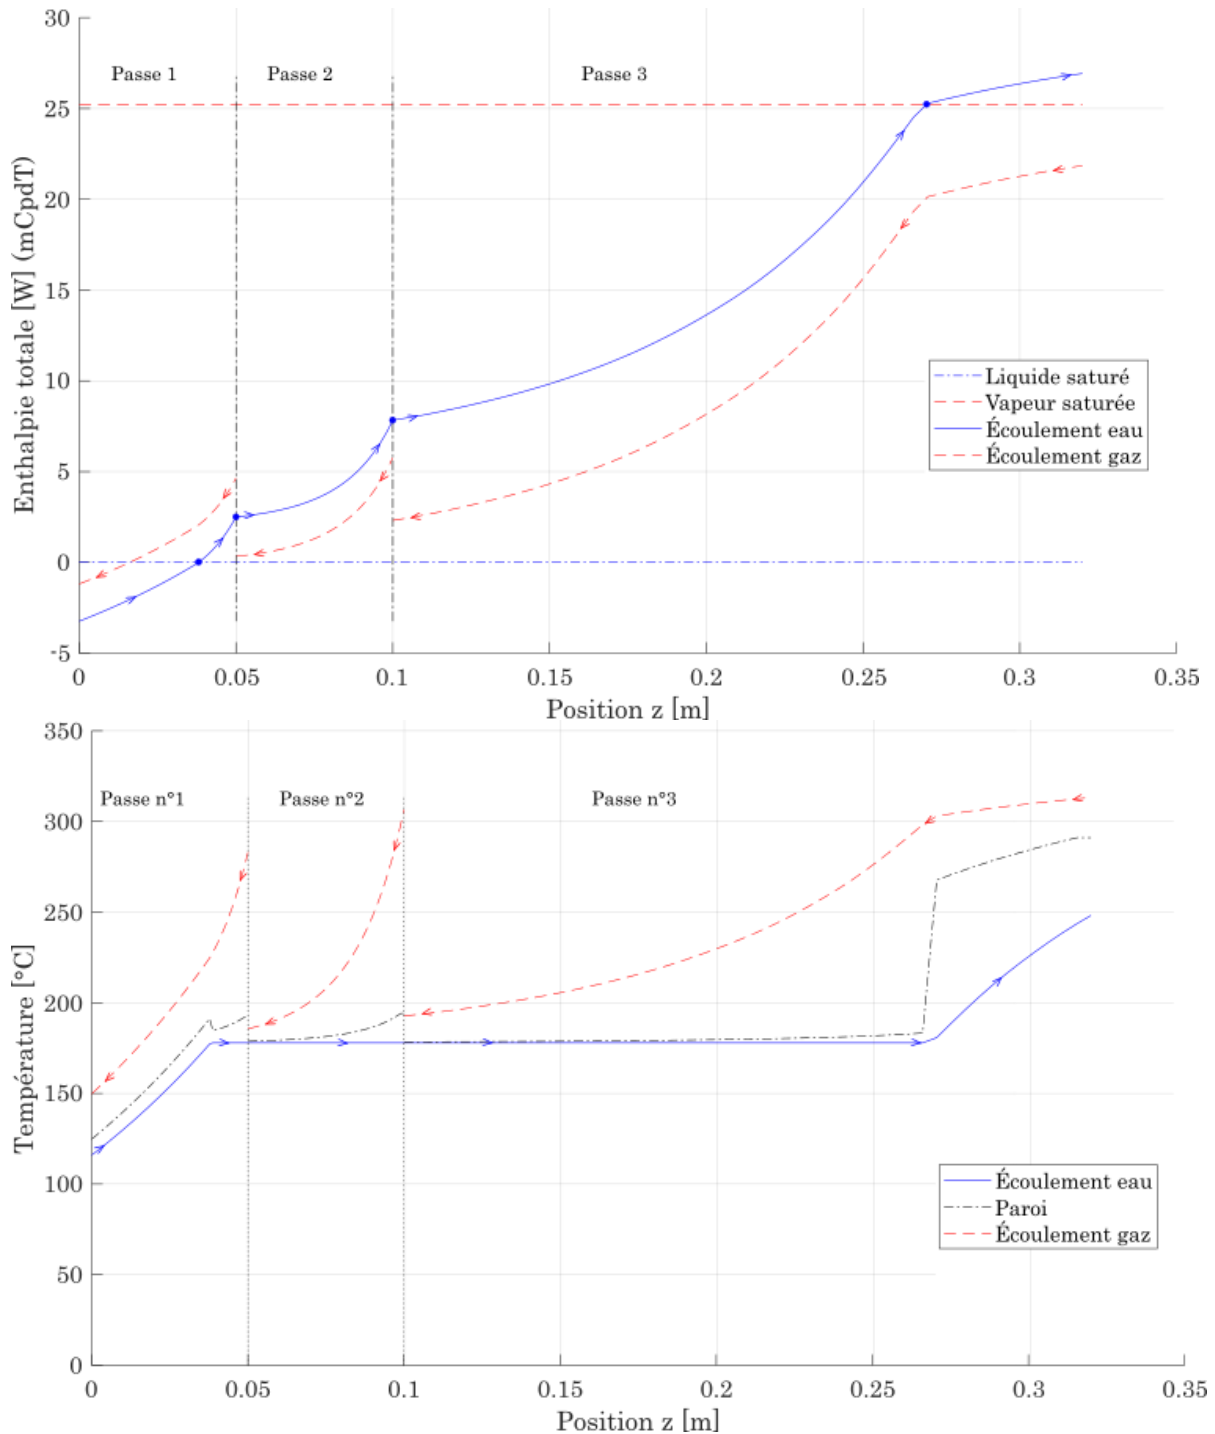 30
25
20
15
10
5
0
-5
Enthalpie totale [W] (mCpdT)
Passe 1 Passe 2 Passe 3
Liquide saturé
Vapeur saturée
Écoulement eau
Écoulement gaz
0 0.05 0.1 0.15 0.2 0.25 0.3 0.35
Position z [m]
350
300
250
200
150
100
50
0
Température [°C]
Passe n°1 Passe n°2 Passe n°3
Écoulement eau
Paroi
Écoulement gaz
0 0.05 0.1 0.15 0.2 0.25 0.3 0.35
Position z [m]